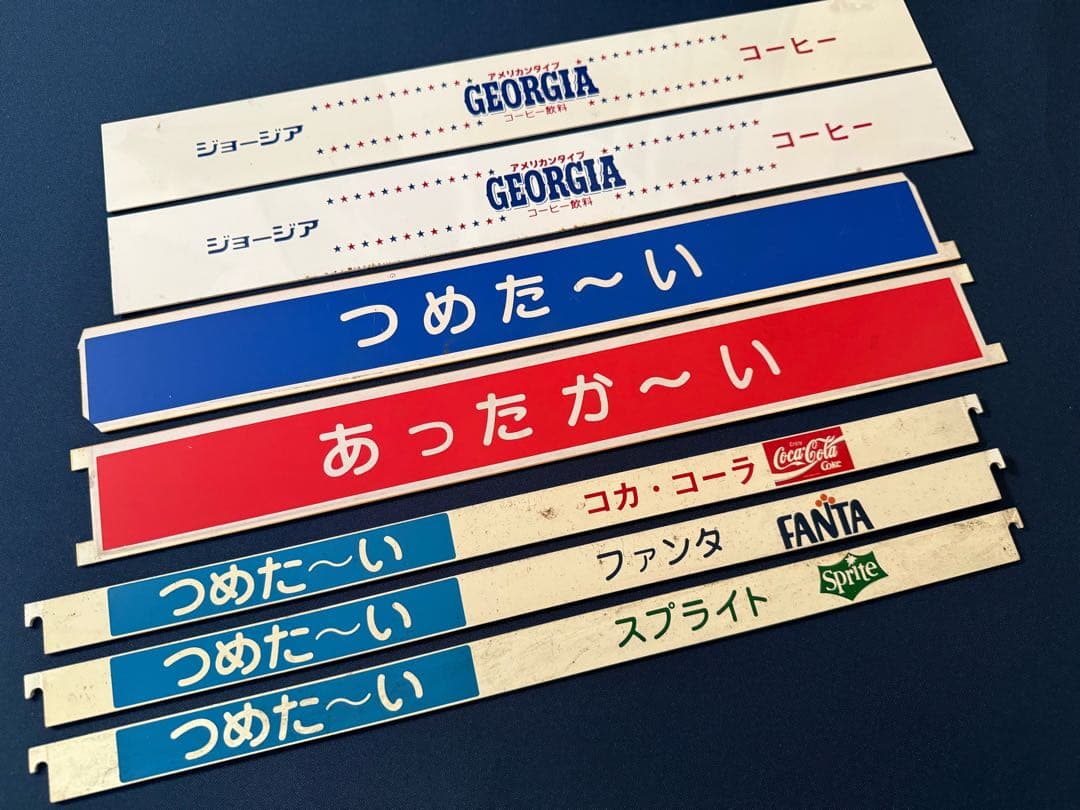 アメリカンタイプ
ジョージア GEORGIA コーヒー
コーヒー飲料
アメリカンタイプ
ジョージア GEORGIA コーヒー
コーヒー飲料
つめた〜い
あったか〜い
つめた〜い コカ・コーラ Enjoy Coca-Cola Coke
つめた〜い ファンタ FANTA
つめた〜い スプライト Sprite